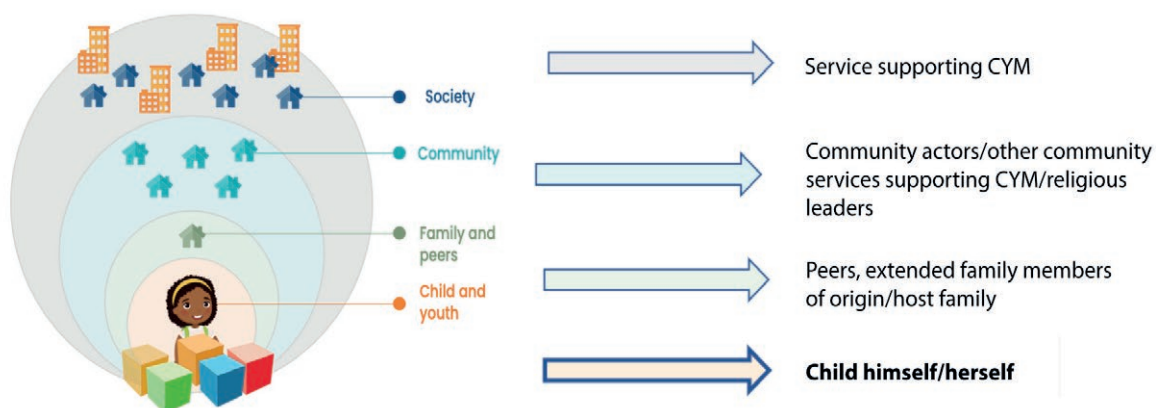 Society
Service supporting CYM
Community
Community actors/other community
services supporting CYM/religious
leaders
Family and
peers
Peers, extended family members
of origin/host family
Child and
youth
Child himself/herself